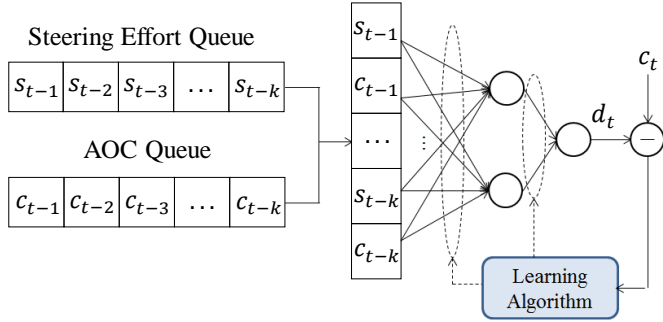 Steering Effort Queue
s_{t-1} s_{t-2} s_{t-3} ... s_{t-k}
AOC Queue
c_{t-1} c_{t-2} c_{t-3} ... c_{t-k}
s_{t-1}
c_{t-1}
...
s_{t-k}
c_{t-k}
⋮
d_t
c_t
−
Learning
Algorithm